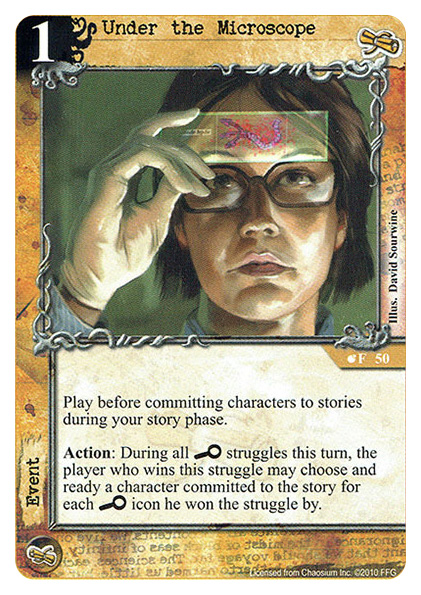 1
Under the Microscope
Illus. David Sourwine
F 50
Play before committing characters to stories
during your story phase.
Action: During all struggles this turn, the
player who wins this struggle may choose and
ready a character committed to the story for
each icon he won the struggle by.
Event
Licensed from Chaosium Inc. ©2010 FFG